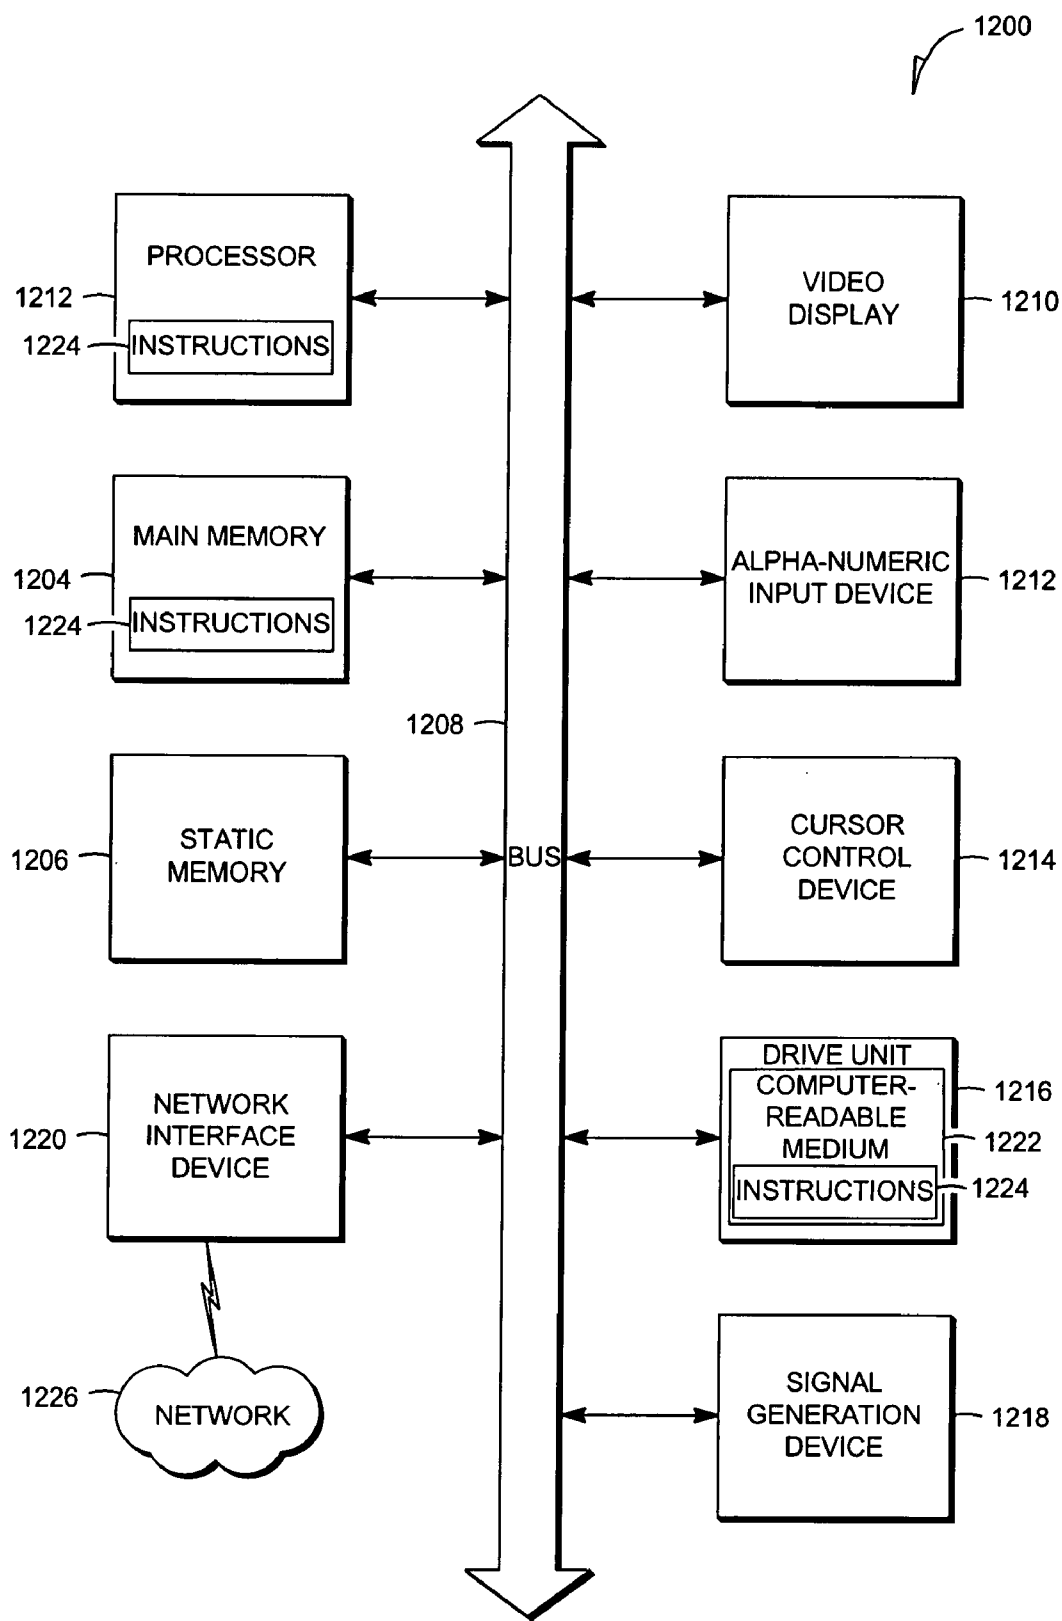 1200
PROCESSOR
1212
1224
INSTRUCTIONS
VIDEO
DISPLAY
1210
MAIN MEMORY
1204
1224
INSTRUCTIONS
ALPHA-NUMERIC
INPUT DEVICE
1212
1208
STATIC
MEMORY
1206
BUS
CURSOR
CONTROL
DEVICE
1214
NETWORK
INTERFACE
DEVICE
1220
DRIVE UNIT
1216
COMPUTER-
READABLE
MEDIUM
1222
INSTRUCTIONS
1224
1226
NETWORK
SIGNAL
GENERATION
DEVICE
1218